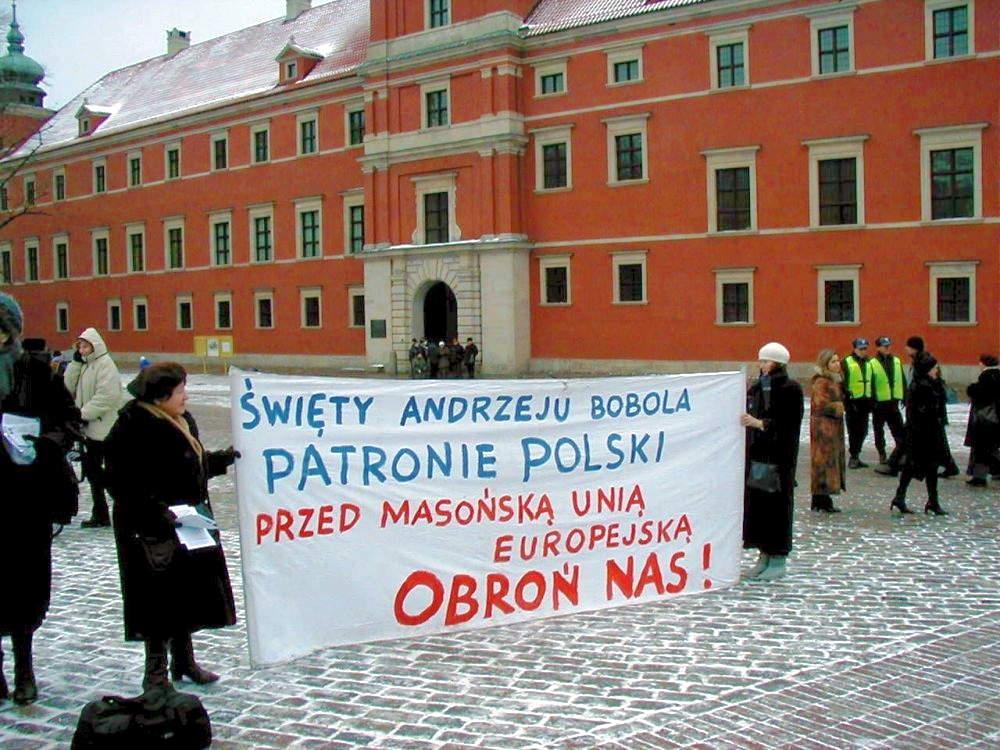 ŚWIĘTY ANDRZEJU BOBOLA
PATRONIE POLSKI
PRZED MASOŃSKĄ UNIĄ
EUROPEJSKĄ
OBROŃ NAS!